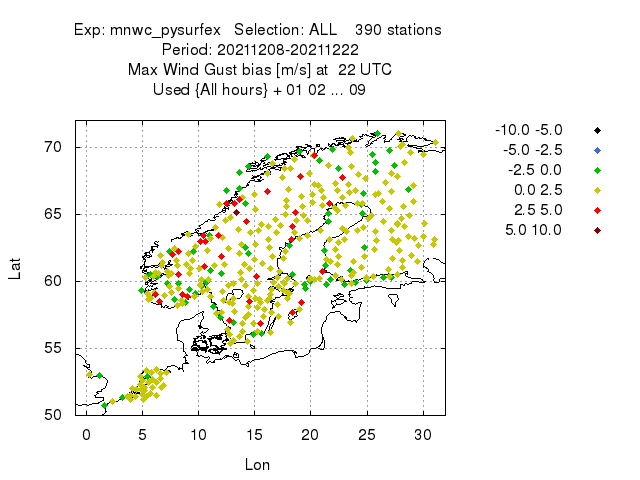 Exp: mnwc_pysurfex   Selection: ALL    390 stations
Period: 20211208-20211222
Max Wind Gust bias [m/s] at  22 UTC
Used {All hours} + 01 02 ... 09
-10.0 -5.0
-5.0 -2.5
-2.5 0.0
0.0 2.5
2.5 5.0
5.0 10.0
70
65
60
55
50
Lat
0 5 10 15 20 25 30
Lon